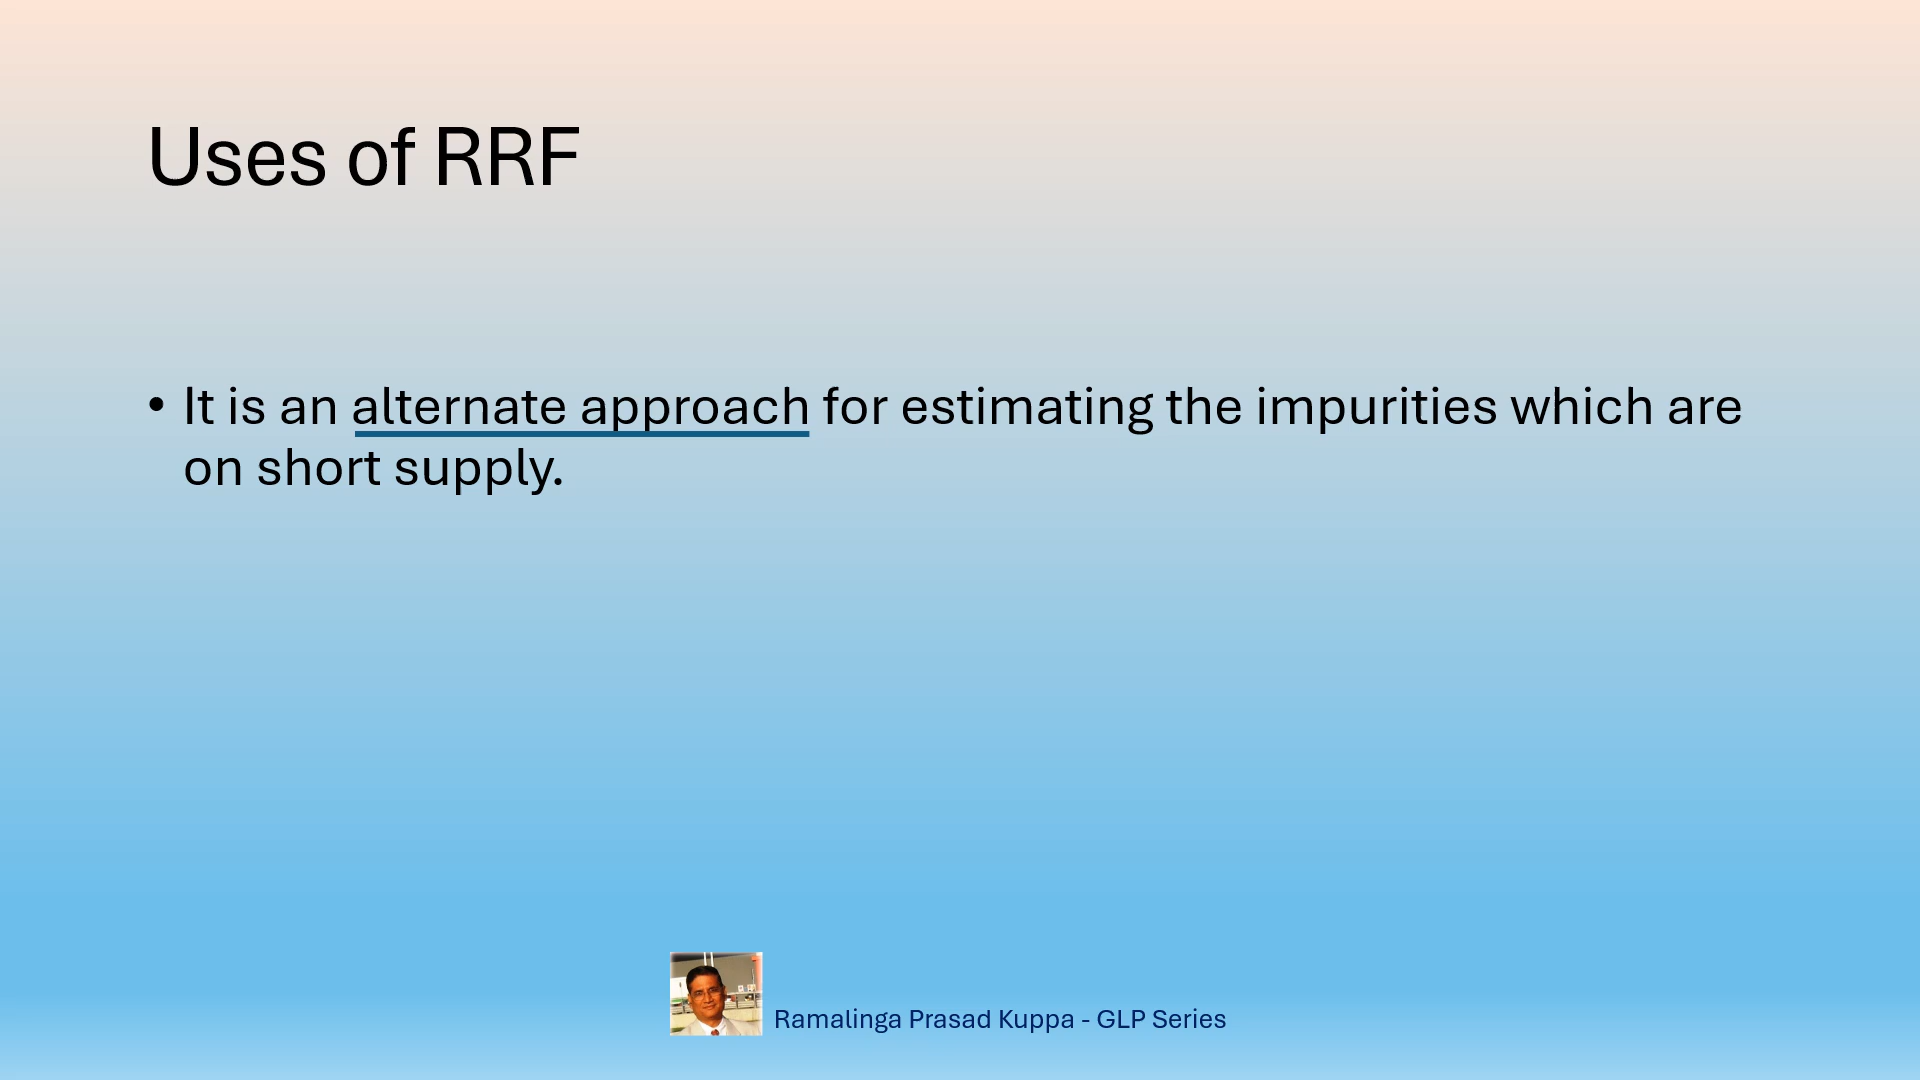 Uses of RRF
• It is an alternate approach for estimating the impurities which are
on short supply.
Ramalinga Prasad Kuppa - GLP Series